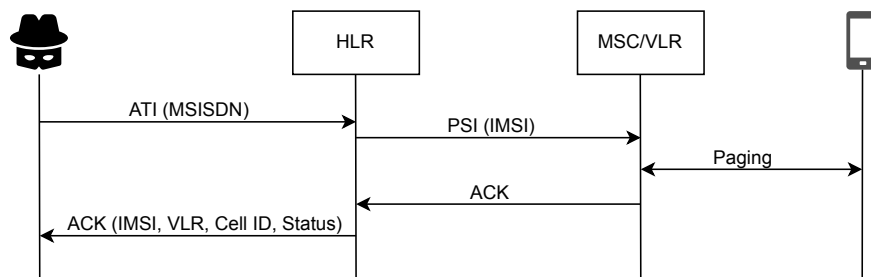 HLR
MSC/VLR
ATI (MSISDN)
PSI (IMSI)
Paging
ACK
ACK (IMSI, VLR, Cell ID, Status)